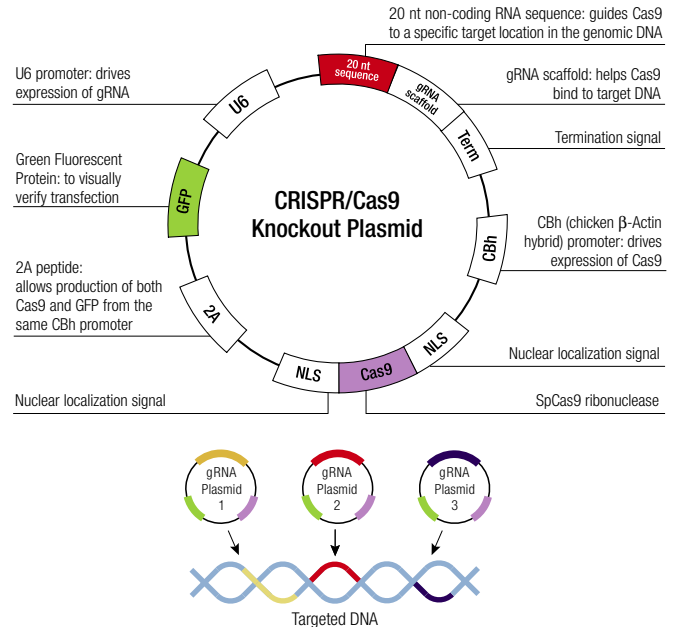 20 nt non-coding RNA sequence: guides Cas9
to a specific target location in the genomic DNA
20 nt
sequence
gRNA
scaffold
gRNA scaffold: helps Cas9
bind to target DNA
Term
Termination signal
U6 promoter: drives
expression of gRNA
U6
Green Fluorescent
Protein: to visually
verify transfection
GFP
CRISPR/Cas9
Knockout Plasmid
CBh
CBh (chicken β-Actin
hybrid) promoter: drives
expression of Cas9
2A peptide:
allows production of both
Cas9 and GFP from the
same CBh promoter
2A
NLS
Nuclear localization signal
NLS
Cas9
Nuclear localization signal
SpCas9 ribonuclease
gRNA
Plasmid
1
gRNA
Plasmid
2
gRNA
Plasmid
3
Targeted DNA